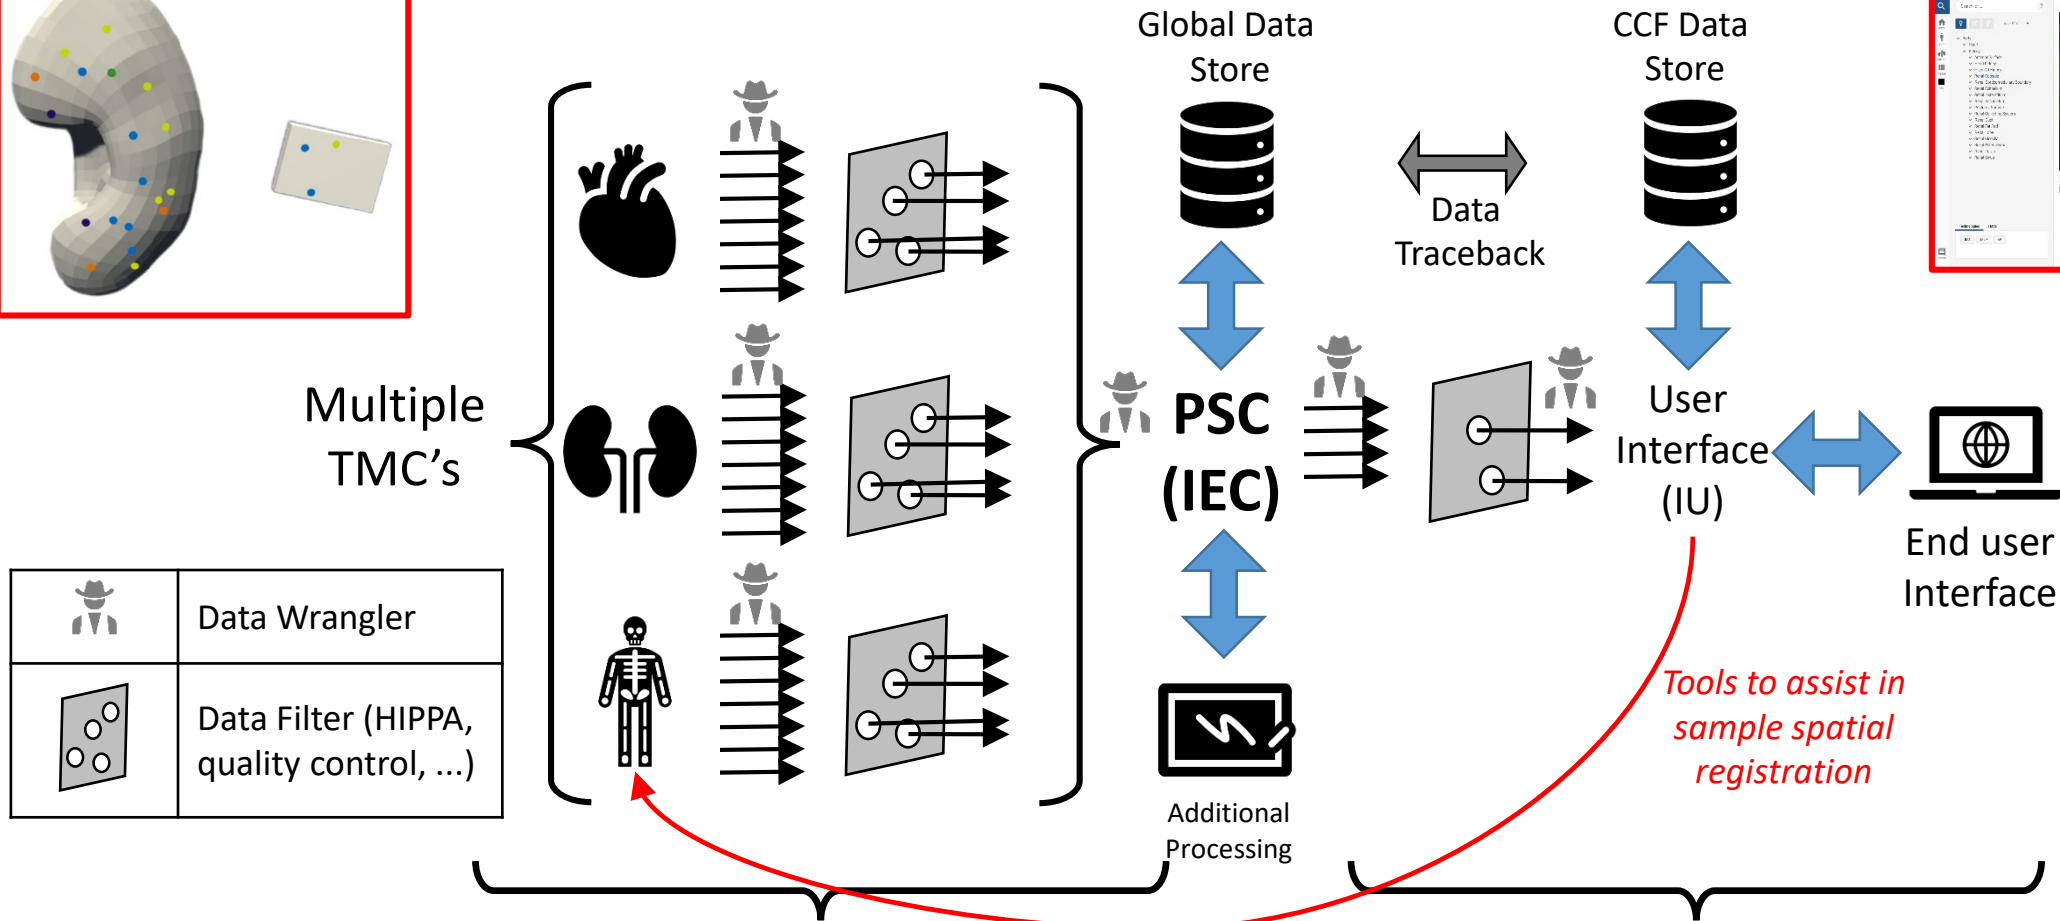 Global Data
Store
CCF Data
Store
Data
Traceback
Multiple
TMC's
PSC
(IEC)
User
Interface
(IU)
End user
Interface
Data Wrangler
Data Filter (HIPPA,
quality control, ...)
Additional
Processing
Tools to assist in
sample spatial
registration